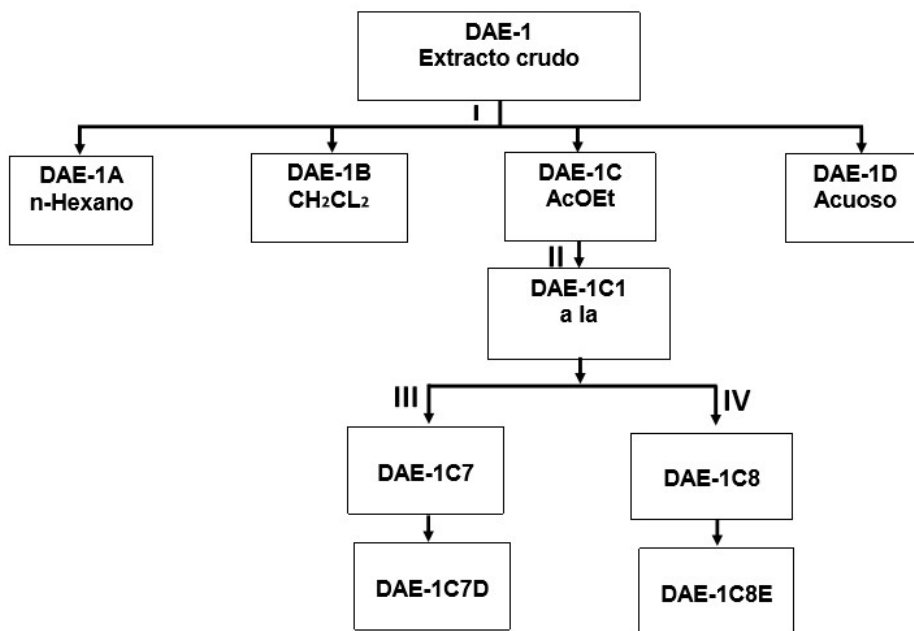 DAE-1
Extracto crudo
I
DAE-1A
n-Hexano
DAE-1B
CH₂CL₂
DAE-1C
AcOEt
DAE-1D
Acuoso
II
DAE-1C1
a la
III
IV
DAE-1C7
DAE-1C8
DAE-1C7D
DAE-1C8E